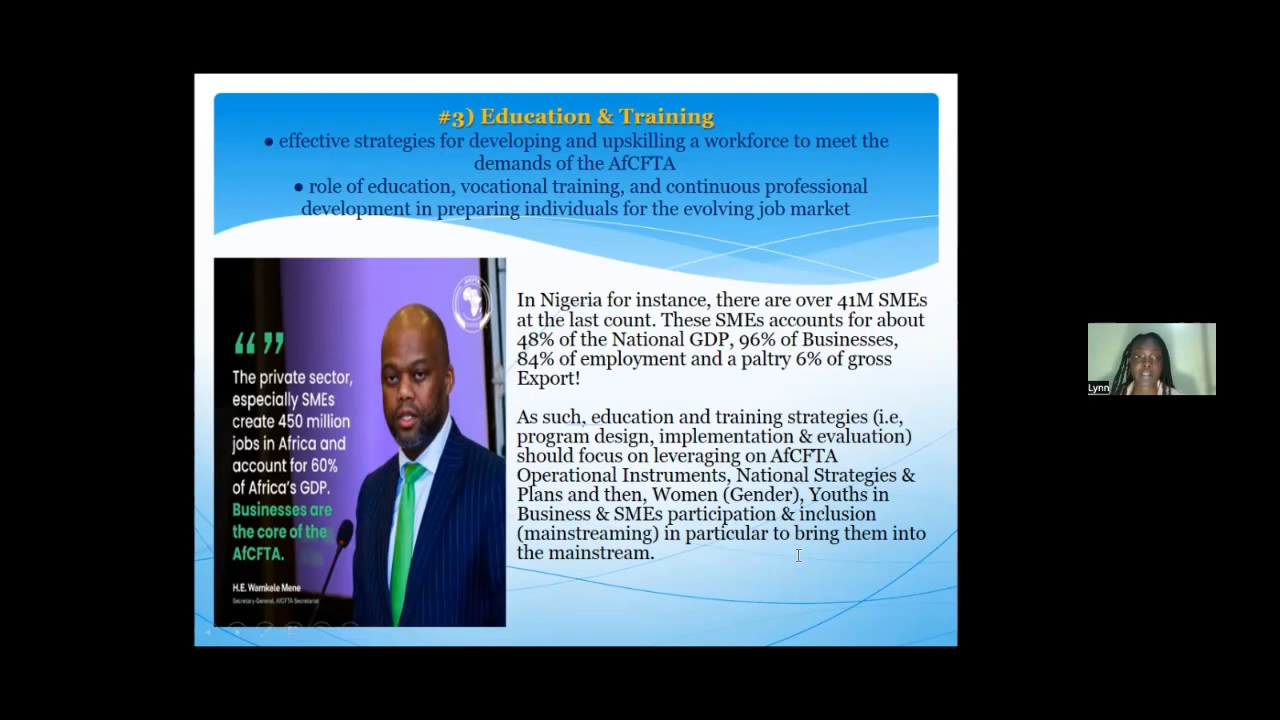 #3) Education & Training
● effective strategies for developing and upskilling a workforce to meet the
demands of the AfCFTA
● role of education, vocational training, and continuous professional
development in preparing individuals for the evolving job market
“ ”
The private sector,
especially SMEs
create 450 million
jobs in Africa and
account for 60%
of Africa's GDP.
Businesses are
the core of the
AfCFTA.
H.E. Wamkele Mene
Secretary-General, AfCFTA Secretariat
In Nigeria for instance, there are over 41M SMEs
at the last count. These SMEs accounts for about
48% of the National GDP, 96% of Businesses,
84% of employment and a paltry 6% of gross
Export!
As such, education and training strategies (i.e,
program design, implementation & evaluation)
should focus on leveraging on AfCFTA
Operational Instruments, National Strategies &
Plans and then, Women (Gender), Youths in
Business & SMEs participation & inclusion
(mainstreaming) in particular to bring them into
the mainstream.
Lynn